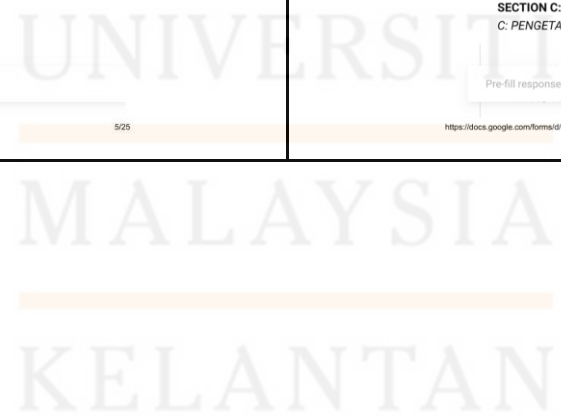 SECTION C:
C: PENGETA
UNIVERSITI
Pre-fill response
5/25
https://docs.google.com/forms/d/
MALAYSIA
KELANTAN